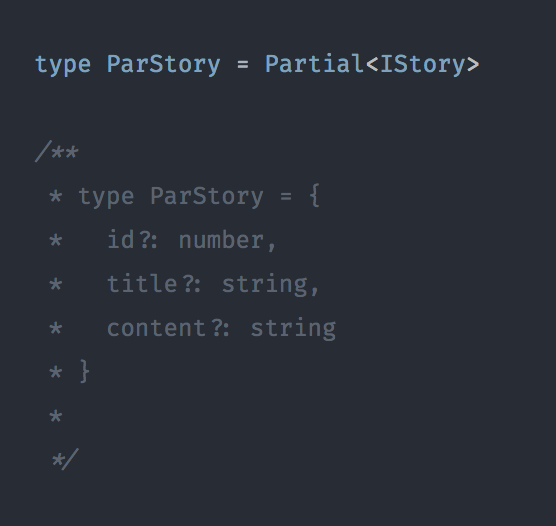 type ParStory = Partial<IStory>
/**
 * type ParStory = {
 *   id?: number,
 *   title?: string,
 *   content?: string
 * }
 *
 */